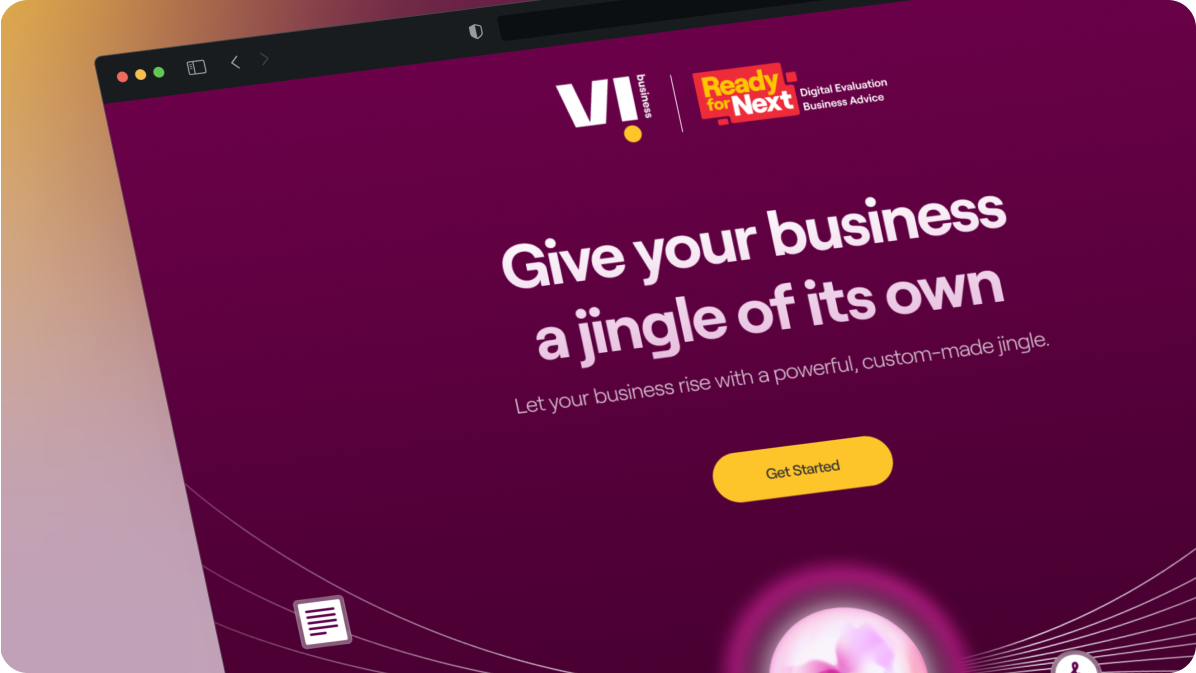 VI business
Ready
for Next
Digital Evaluation
Business Advice
Give your business
a jingle of its own
Let your business rise with a powerful, custom-made jingle.
Get Started